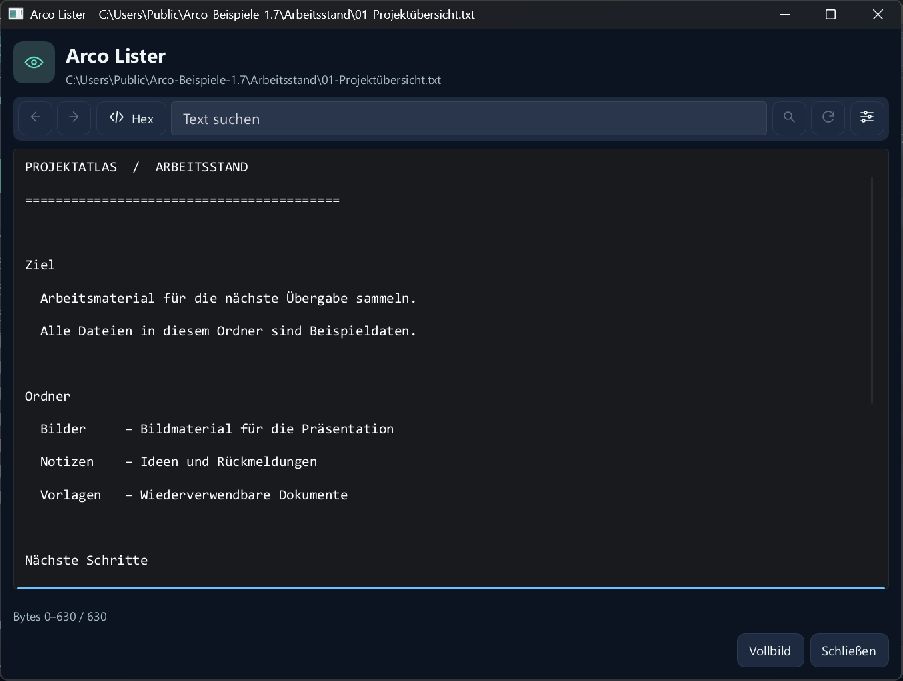 Arco Lister – C:\Users\Public\Arco-Beispiele-1.7\Arbeitsstand\01-Projektübersicht.txt
Arco Lister
C:\Users\Public\Arco-Beispiele-1.7\Arbeitsstand\01-Projektübersicht.txt
</> Hex Text suchen
PROJEKTATLAS / ARBEITSSTAND
=========================================
Ziel
Arbeitsmaterial für die nächste Übergabe sammeln.
Alle Dateien in diesem Ordner sind Beispieldaten.
Ordner
Bilder – Bildmaterial für die Präsentation
Notizen – Ideen und Rückmeldungen
Vorlagen – Wiederverwendbare Dokumente
Nächste Schritte
Bytes 0–630 / 630
Vollbild Schließen